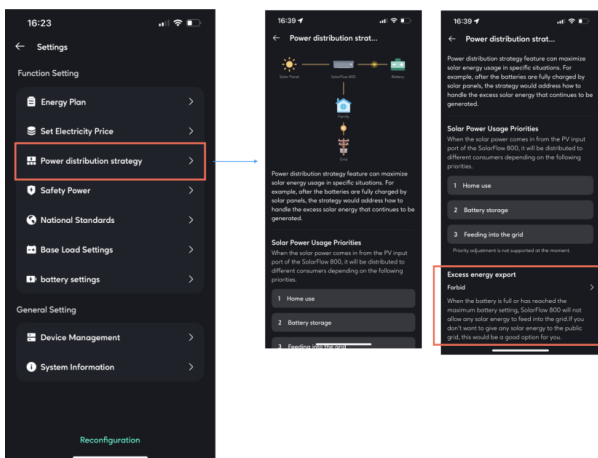 16:23
Settings
Function Setting
Energy Plan
Set Electricity Price
Power distribution strategy
Safety Power
National Standards
Base Load Settings
battery settings
General Setting
Device Management
System Information
Reconfiguration
16:39
Power distribution strat...
Solar Panel
SolarFlow 800
Battery
Family
Grid
Power distribution strategy feature can maximize
solar energy usage in specific situations. For
example, after the batteries are fully charged by
solar panels, the strategy would address how to
handle the excess solar energy that continues to be
generated.
Solar Power Usage Priorities
When the solar power comes in from the PV input
port of the SolarFlow 800, it will be distributed to
different consumers depending on the following
priorities.
1 Home use
2 Battery storage
3 Feeding into the grid
16:39
Power distribution strat...
Power distribution strategy feature can maximize
solar energy usage in specific situations. For
example, after the batteries are fully charged by
solar panels, the strategy would address how to
handle the excess solar energy that continues to be
generated.
Solar Power Usage Priorities
When the solar power comes in from the PV input
port of the SolarFlow 800, it will be distributed to
different consumers depending on the following
priorities.
1 Home use
2 Battery storage
3 Feeding into the grid
Priority adjustment is not supported at the moment.
Excess energy export
Forbid
When the battery is full or has reached the
maximum battery setting, SolarFlow 800 will not
allow any solar energy to feed into the grid.If you
don't want to give any solar energy to the public
grid, this would be a good option for you.